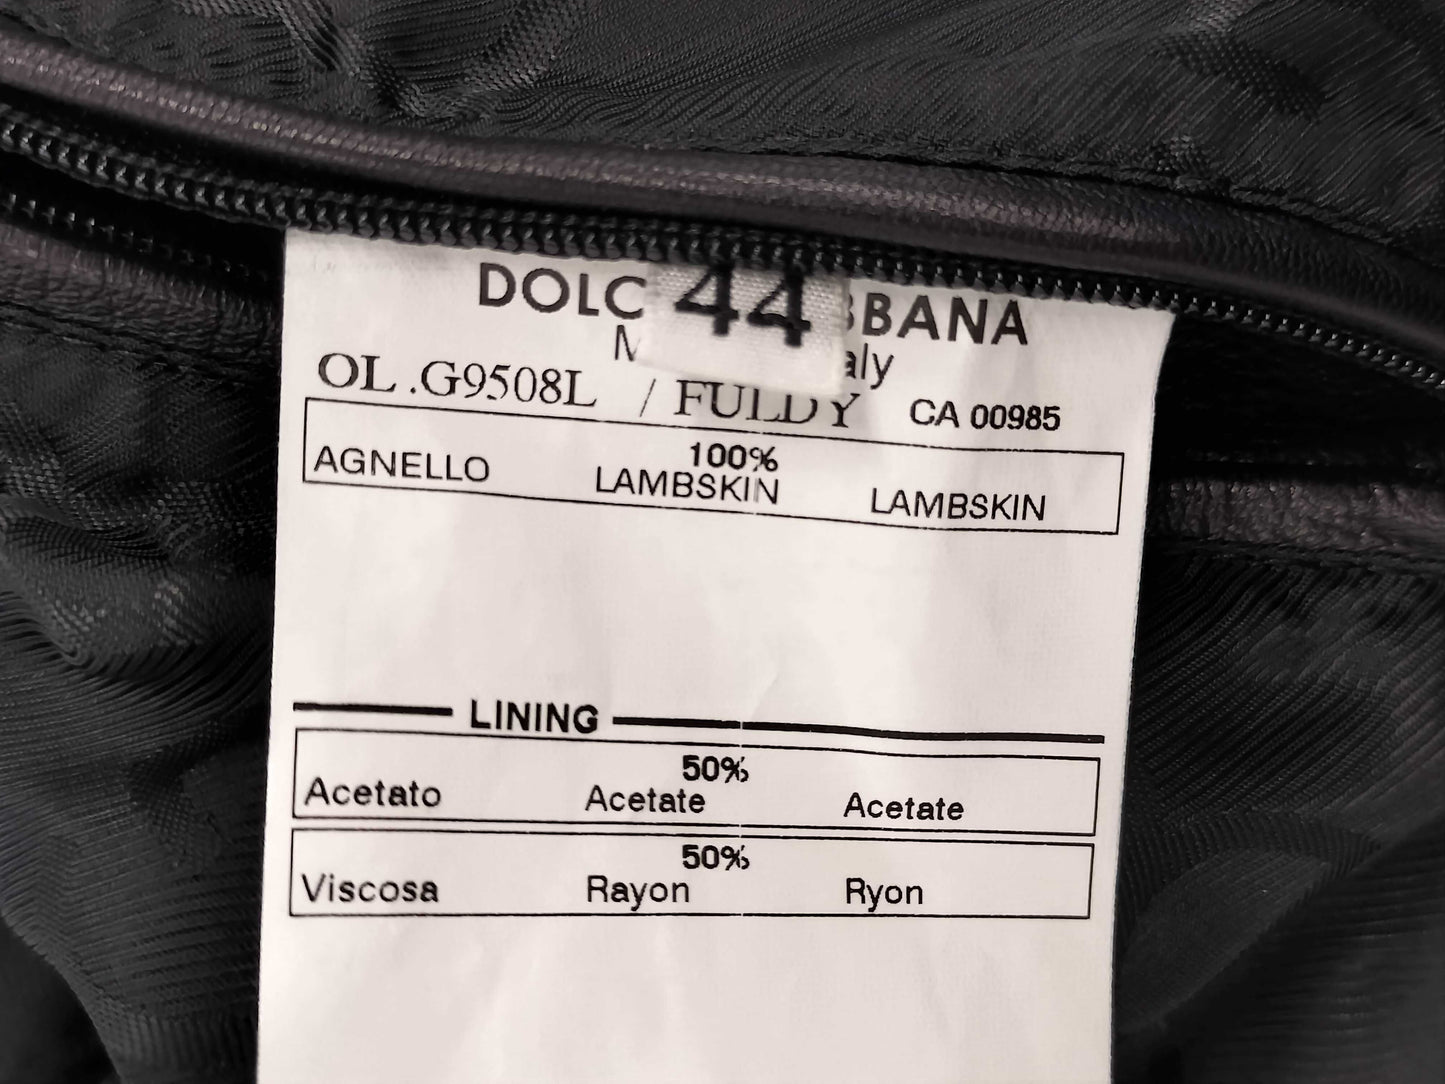 DOLC 44 BBANA
aly
OL.G9508L / FULDY CA 00985
100%
AGNELLO LAMBSKIN LAMBSKIN
LINING
50%
Acetato Acetate Acetate
50%
Viscosa Rayon Ryon